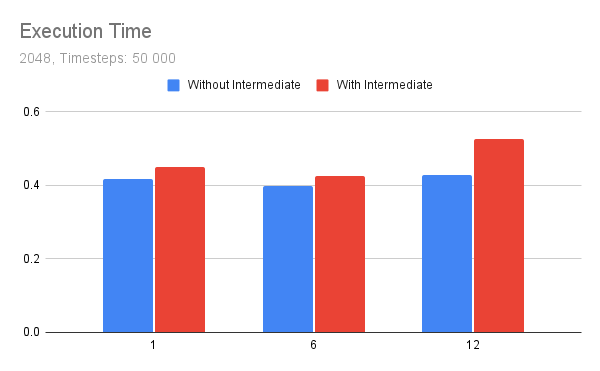 Execution Time
2048, Timesteps: 50 000
Without Intermediate With Intermediate
0.6
0.4
0.2
0.0
1 6 12